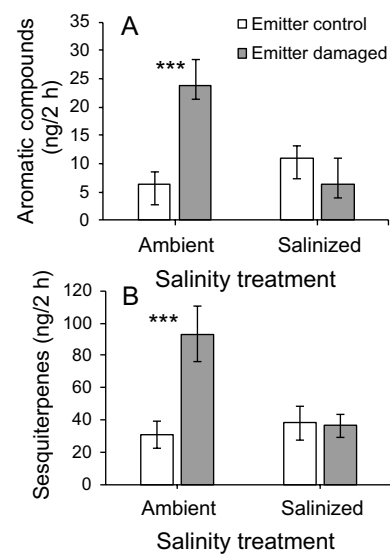 A
Emitter control
Emitter damaged
Aromatic compounds
(ng/2 h)
35
30
25
20
15
10
5
0
***
Ambient
Salinized
Salinity treatment
B
Sesquiterpenes (ng/2 h)
120
100
80
60
40
20
0
***
Ambient
Salinized
Salinity treatment